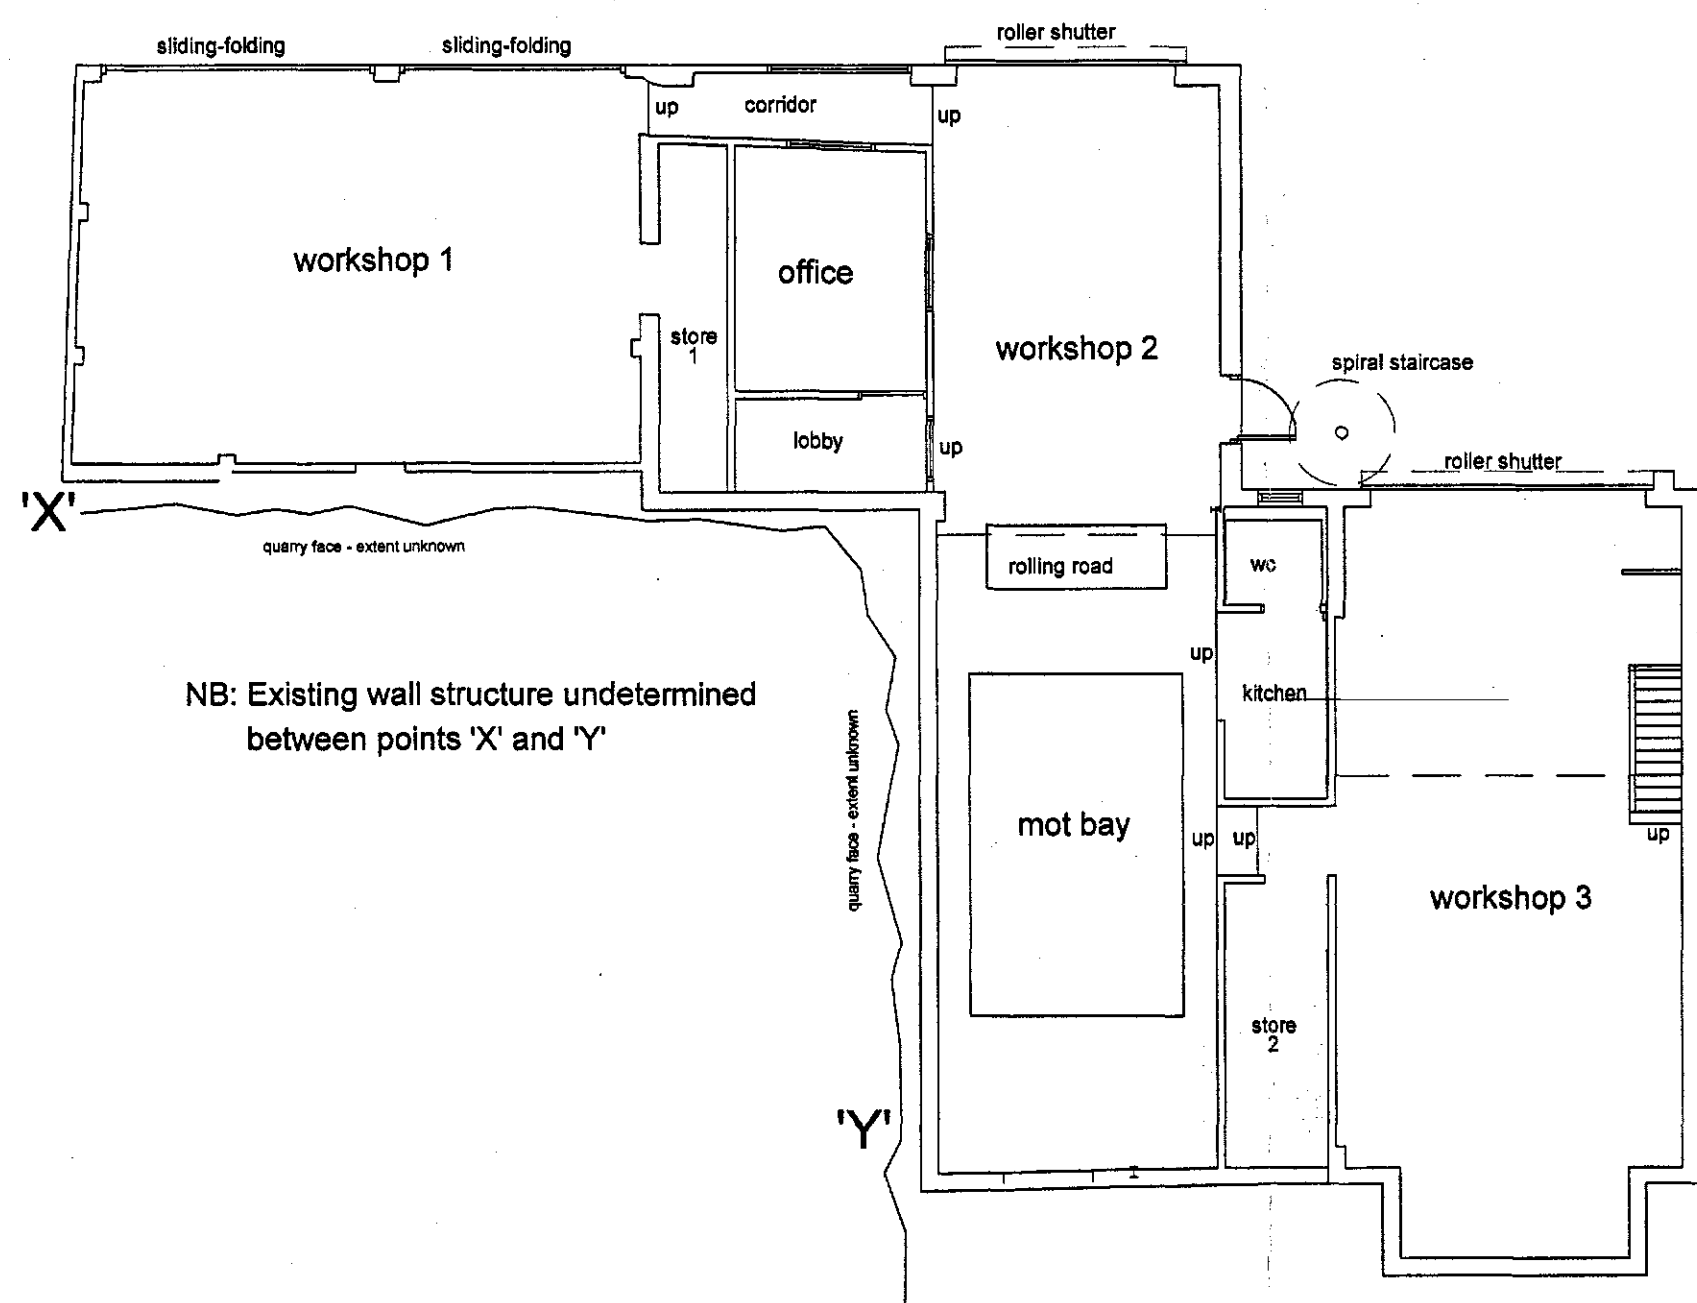 sliding-folding
sliding-folding
roller shutter
up
corridor
up
workshop 1
office
store
1
workshop 2
spiral staircase
lobby
up
roller shutter
'X'
quarry face - extent unknown
rolling road
wc
NB: Existing wall structure undetermined
between points 'X' and 'Y'
up
kitchen
quarry face - extent unknown
mot bay
up
up
up
workshop 3
store
2
'Y'